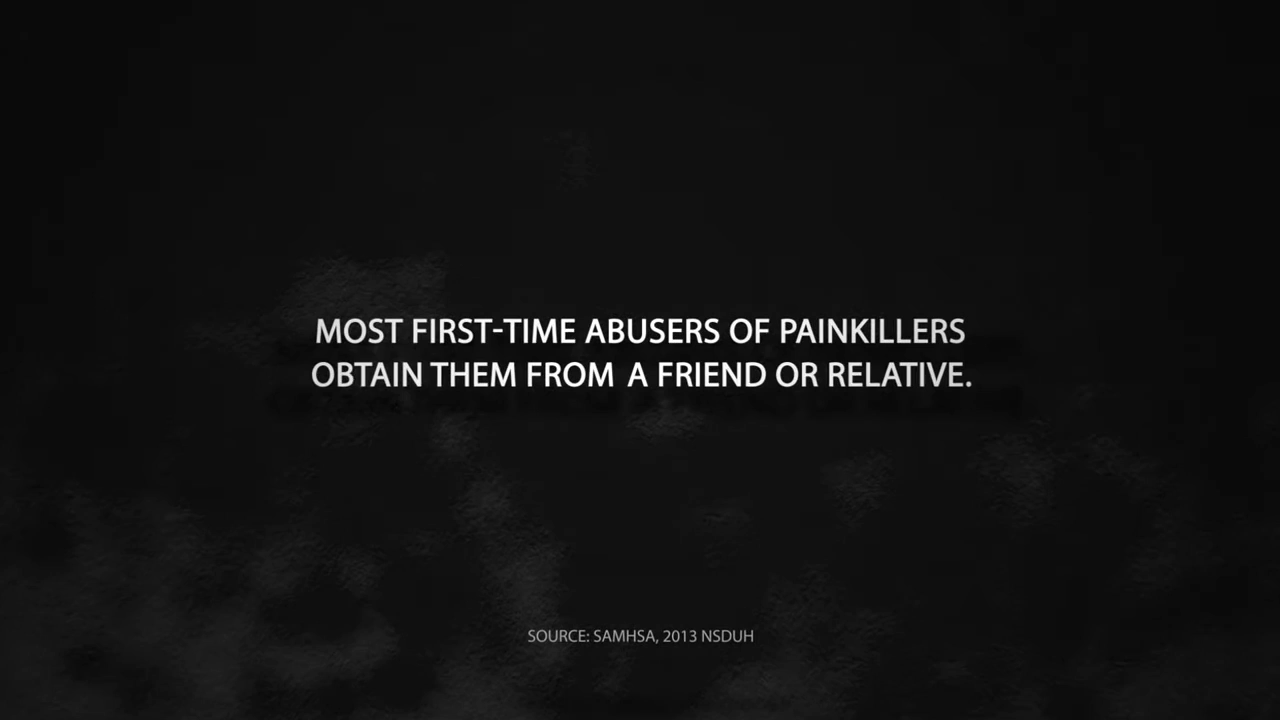 MOST FIRST-TIME ABUSERS OF PAINKILLERS
OBTAIN THEM FROM A FRIEND OR RELATIVE.
SOURCE: SAMHSA, 2013 NSDUH